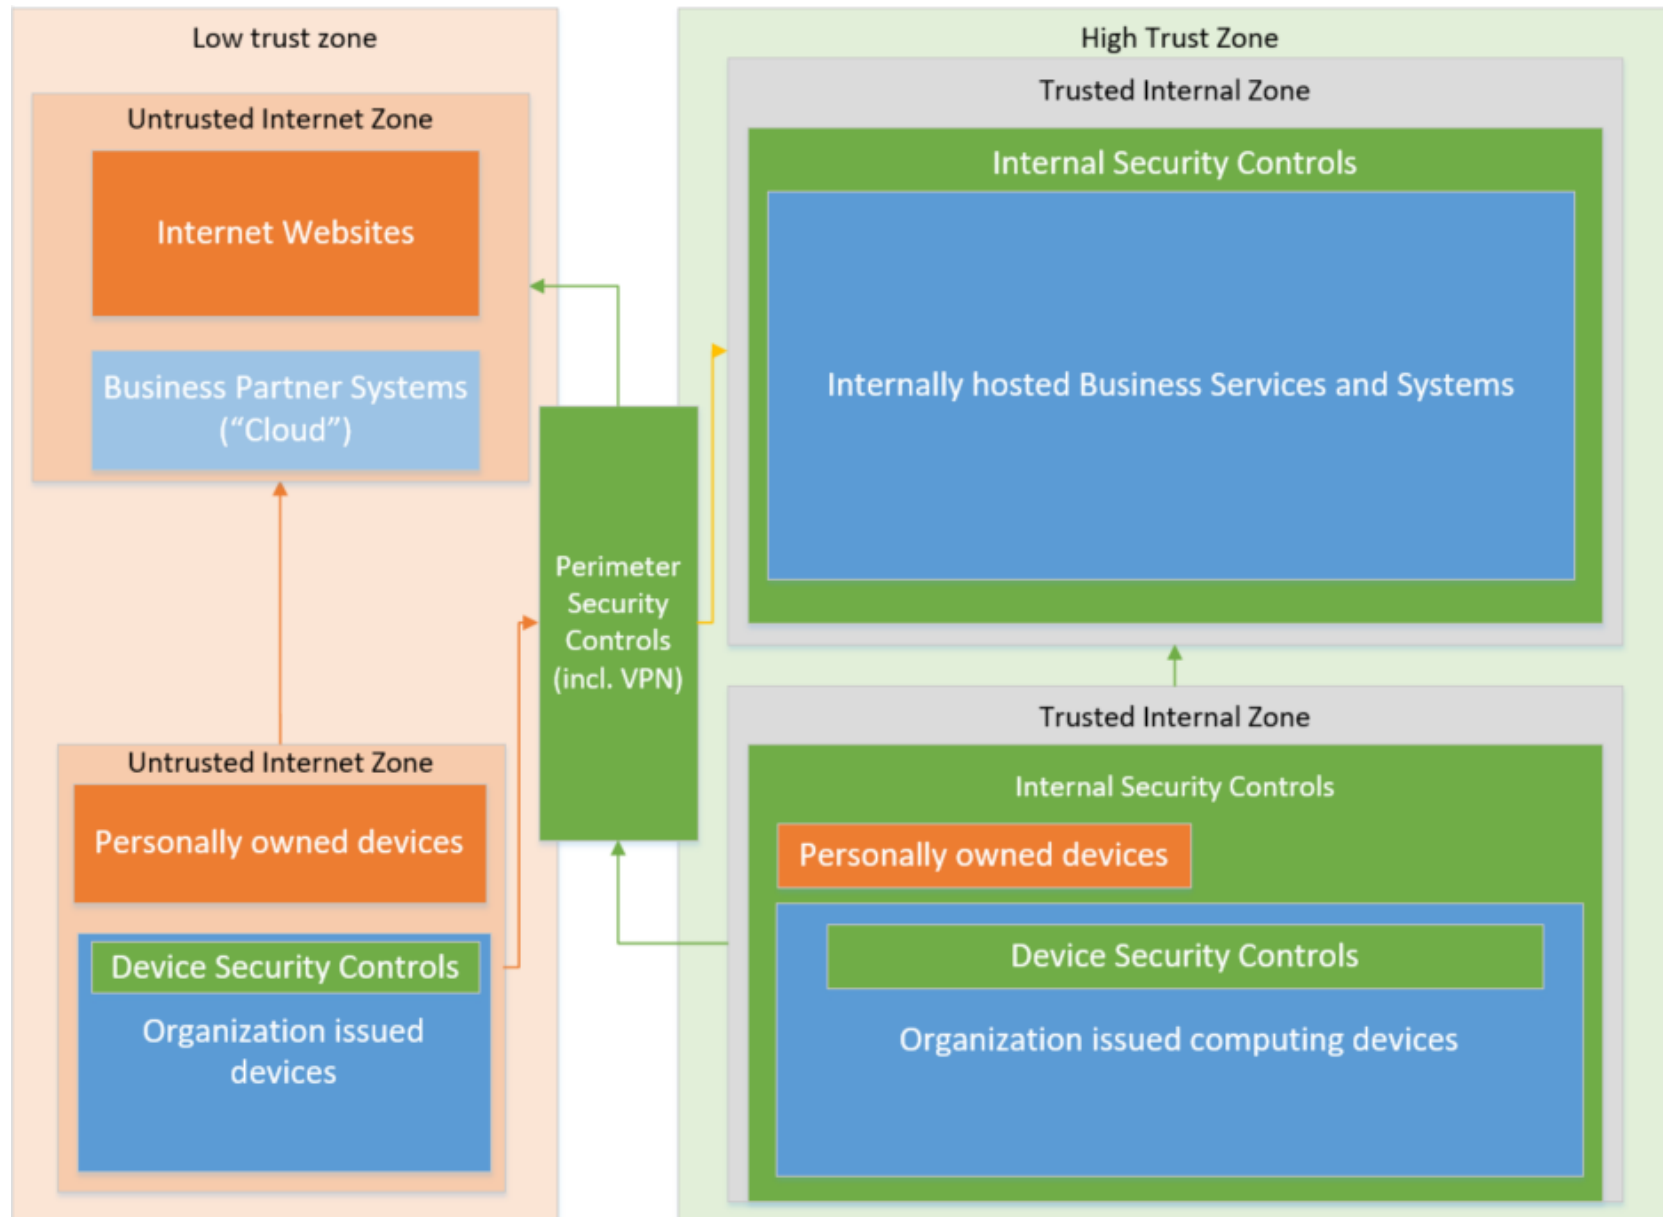 Low trust zone
Untrusted Internet Zone
Internet Websites
Business Partner Systems
(“Cloud”)
Untrusted Internet Zone
Personally owned devices
Device Security Controls
Organization issued
devices
Perimeter
Security
Controls
(incl. VPN)
High Trust Zone
Trusted Internal Zone
Internal Security Controls
Internally hosted Business Services and Systems
Trusted Internal Zone
Internal Security Controls
Personally owned devices
Device Security Controls
Organization issued computing devices